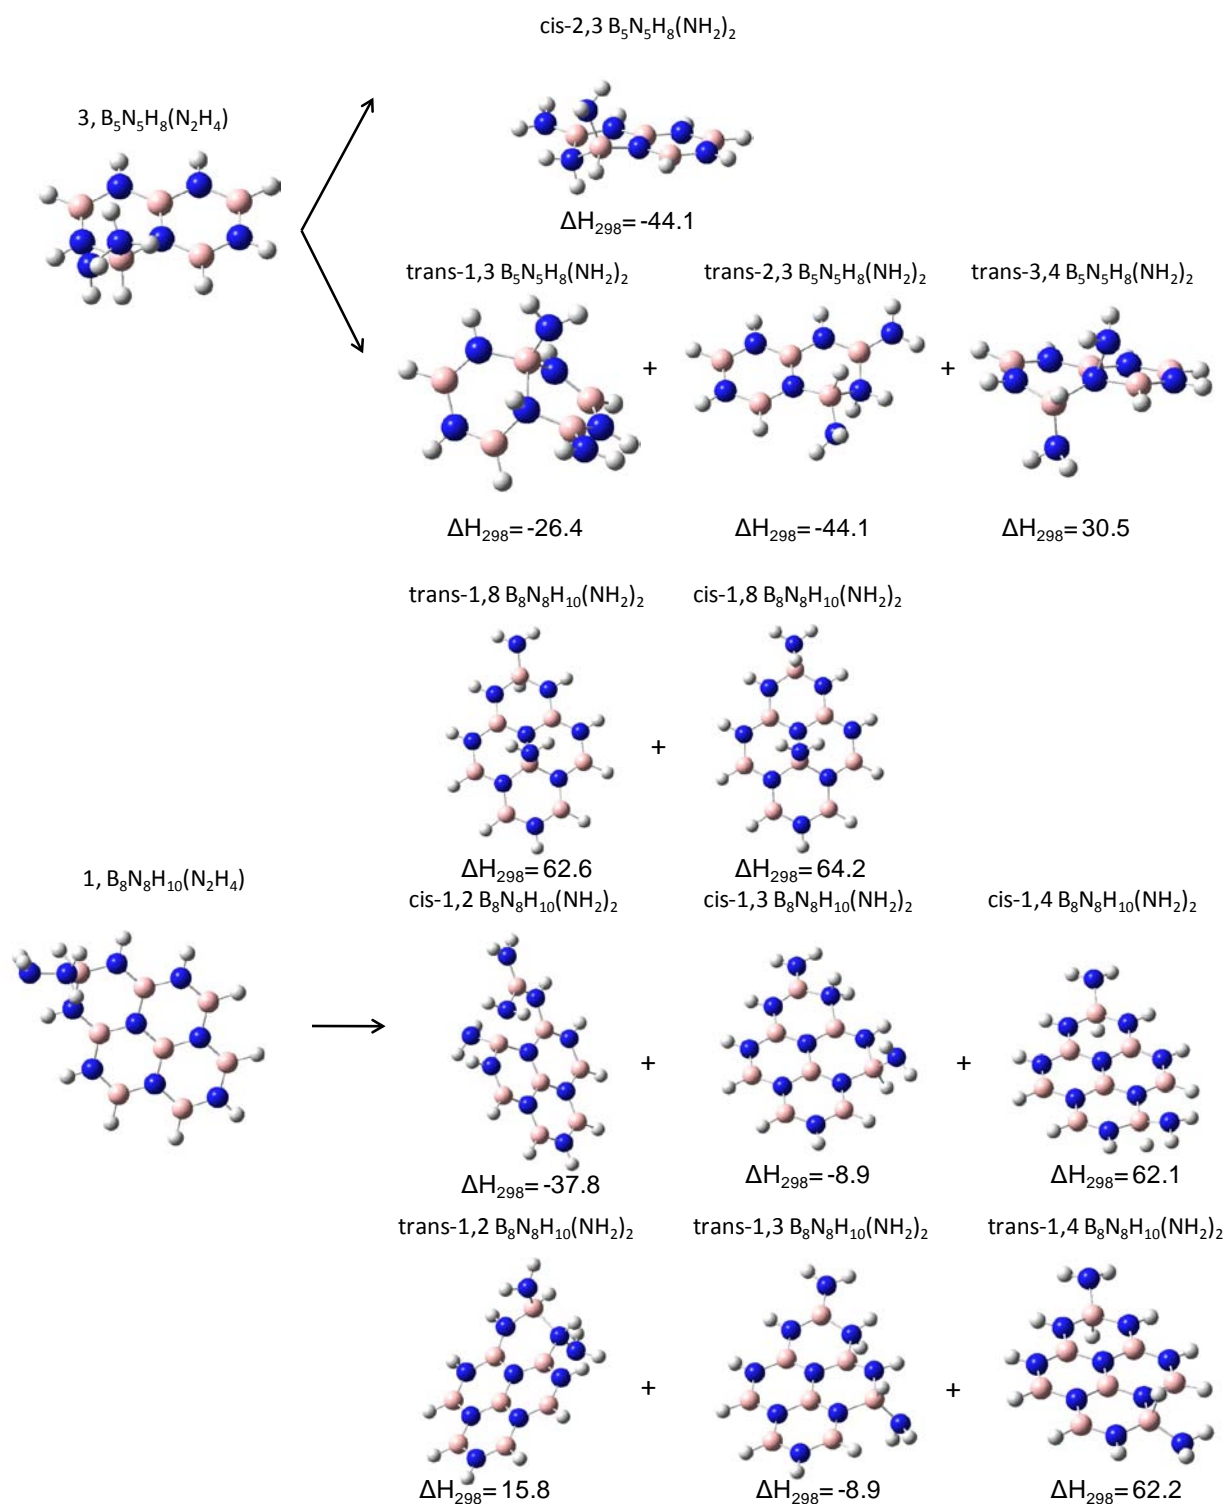 cis-2,3 B₅N₅H₈(NH₂)₂
3, B₅N₅H₈(N₂H₄)
ΔH₂₉₈= -44.1
trans-1,3 B₅N₅H₈(NH₂)₂ trans-2,3 B₅N₅H₈(NH₂)₂ trans-3,4 B₅N₅H₈(NH₂)₂
+ +
ΔH₂₉₈= -26.4 ΔH₂₉₈= -44.1 ΔH₂₉₈= 30.5
trans-1,8 B₈N₈H₁₀(NH₂)₂ cis-1,8 B₈N₈H₁₀(NH₂)₂
+
ΔH₂₉₈= 62.6 ΔH₂₉₈= 64.2
1, B₈N₈H₁₀(N₂H₄)
cis-1,2 B₈N₈H₁₀(NH₂)₂ cis-1,3 B₈N₈H₁₀(NH₂)₂ cis-1,4 B₈N₈H₁₀(NH₂)₂
+ +
ΔH₂₉₈= -37.8 ΔH₂₉₈= -8.9 ΔH₂₉₈= 62.1
trans-1,2 B₈N₈H₁₀(NH₂)₂ trans-1,3 B₈N₈H₁₀(NH₂)₂ trans-1,4 B₈N₈H₁₀(NH₂)₂
+ +
ΔH₂₉₈= 15.8 ΔH₂₉₈= -8.9 ΔH₂₉₈= 62.2